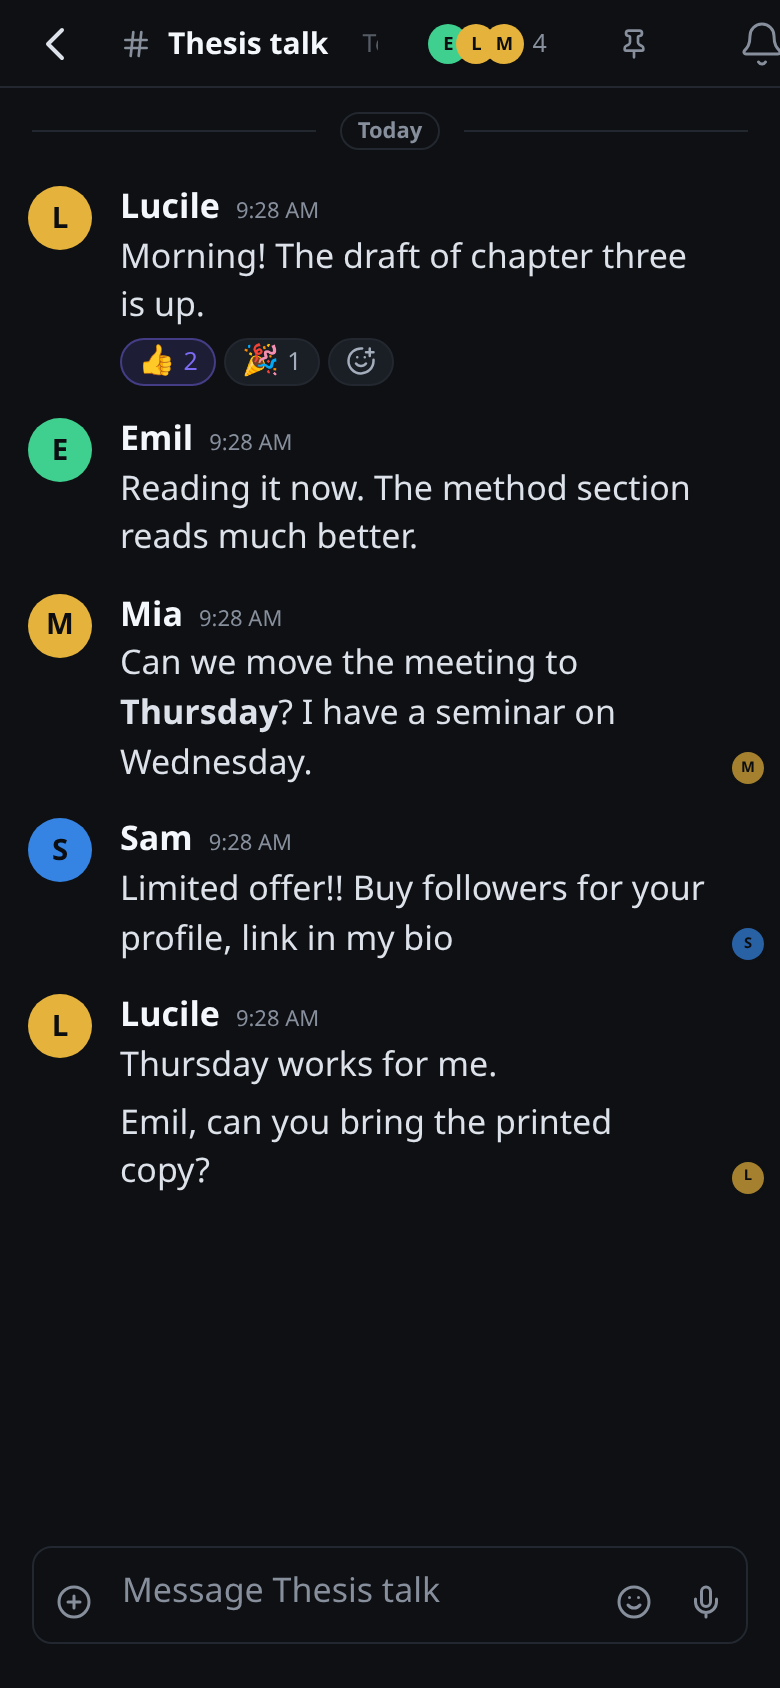 # Thesis talk
E L M 4
Today
L
Lucile 9:28 AM
Morning! The draft of chapter three
is up.
👍 2 🎉 1
E
Emil 9:28 AM
Reading it now. The method section
reads much better.
M
Mia 9:28 AM
Can we move the meeting to
Thursday? I have a seminar on
Wednesday.
M
S
Sam 9:28 AM
Limited offer!! Buy followers for your
profile, link in my bio
S
L
Lucile 9:28 AM
Thursday works for me.
Emil, can you bring the printed
copy?
L
Message Thesis talk